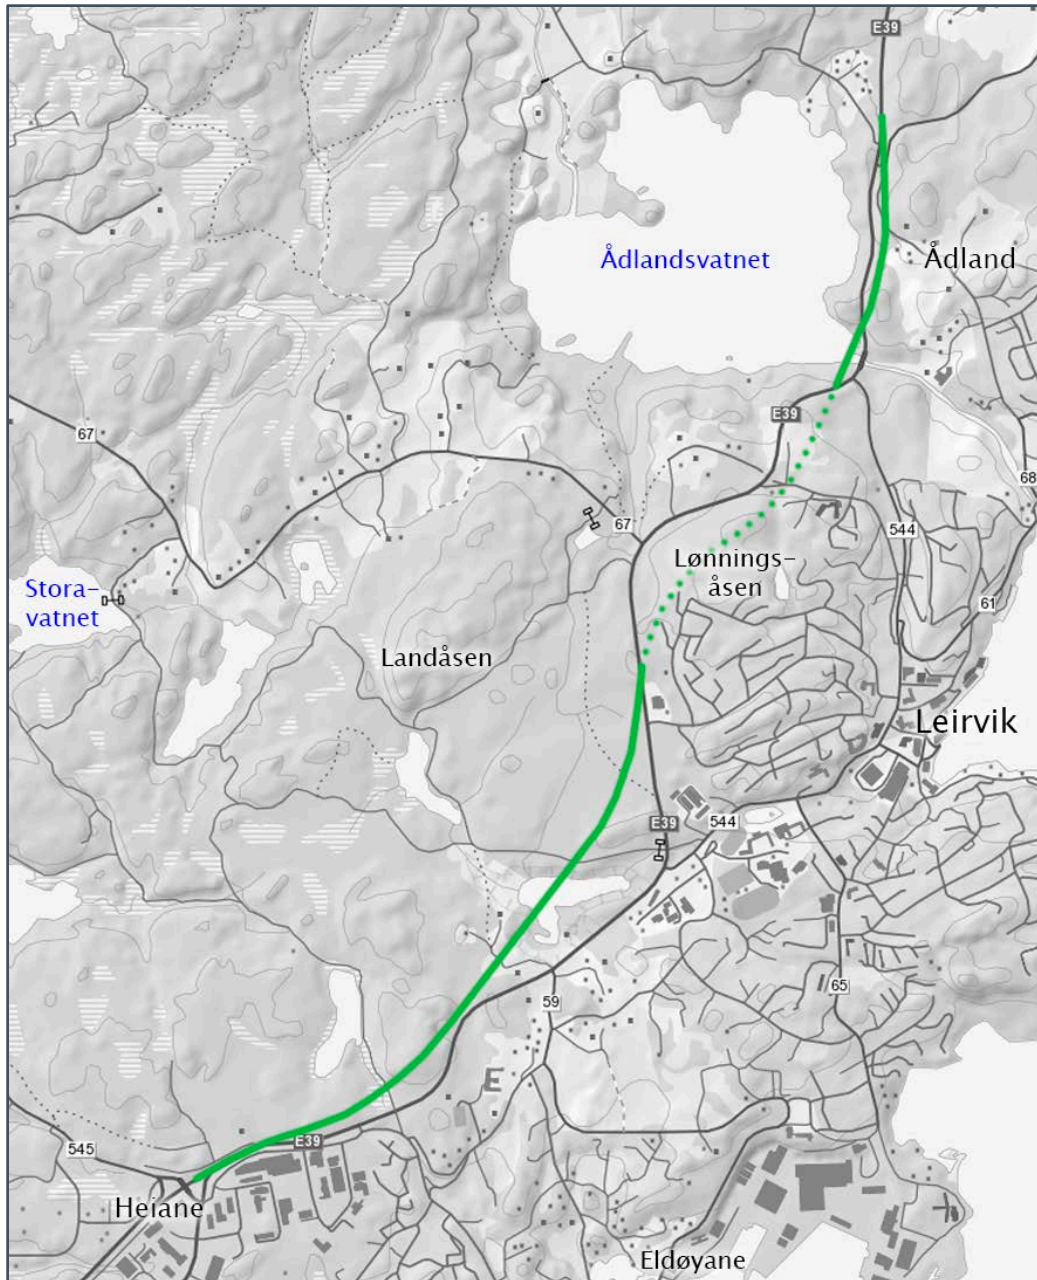 E39
Ådlandsvatnet
Ådland
E39
67
68
67
544
Lønnings-
åsen
Stora-
vatnet
61
Landåsen
Leirvik
E39
544
65
59
E39
545
Heiane
Eldøyane